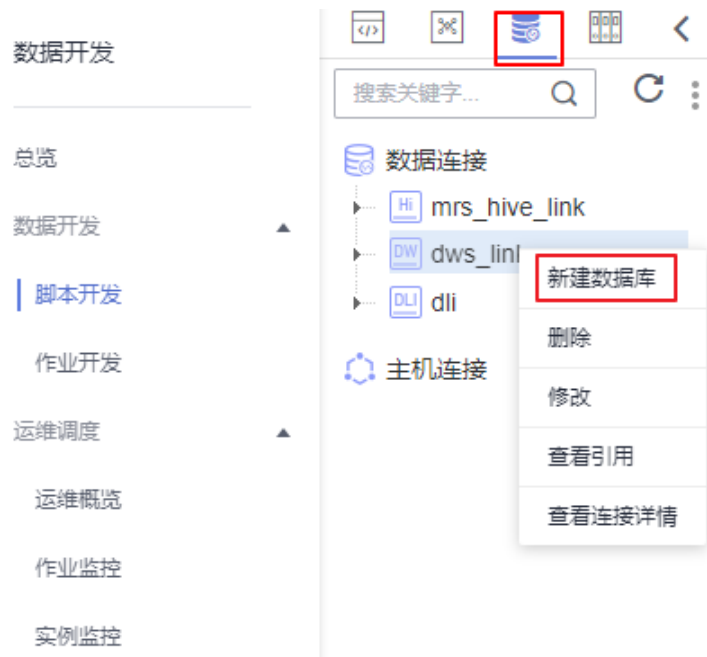 数据开发
总览
数据开发
脚本开发
作业开发
运维调度
运维概览
作业监控
实例监控
搜索关键字...
数据连接
Hi mrs_hive_link
DW dws_lin
DLI dli
主机连接
新建数据库
删除
修改
查看引用
查看连接详情